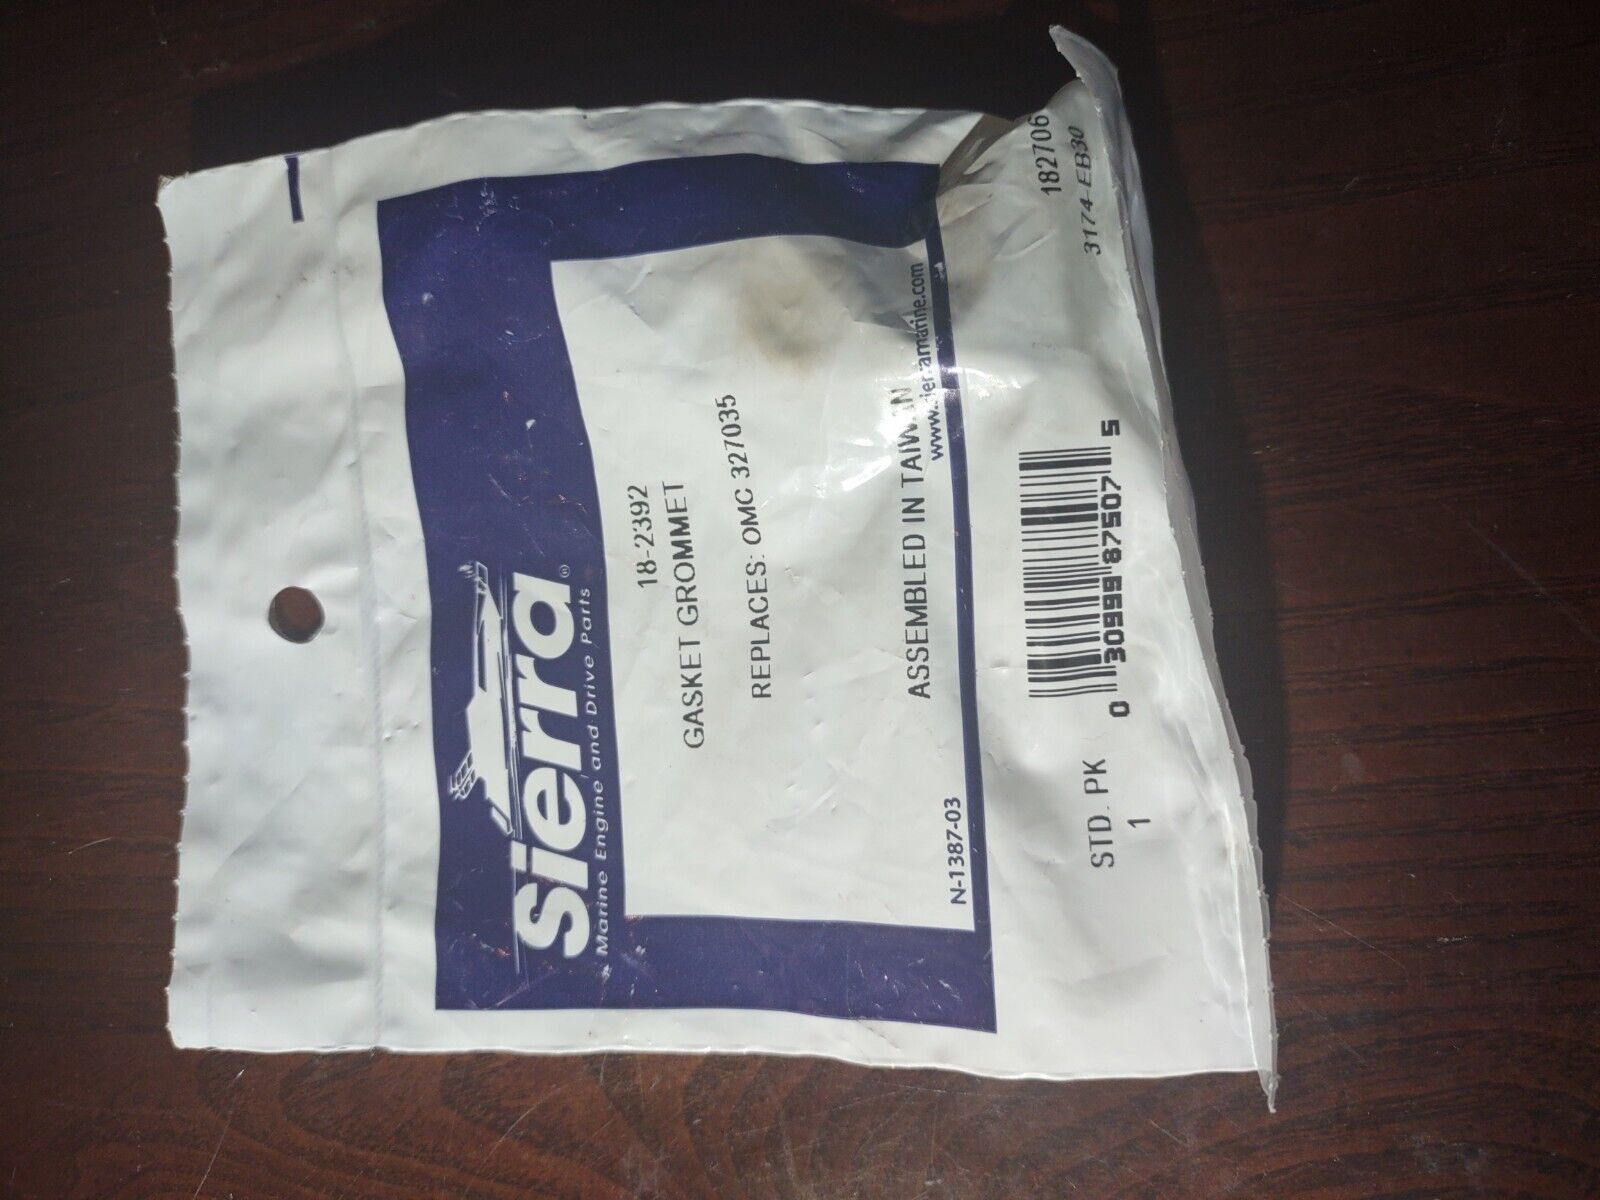 Sierra®
Marine Engine and Drive Parts
18-2392
GASKET GROMMET
REPLACES: OMC 327035
ASSEMBLED IN TAIWAN
N-1387-03
www.sierramarine.com
STD. PK
1
0 30999 87507 5
182706
3174-EB30